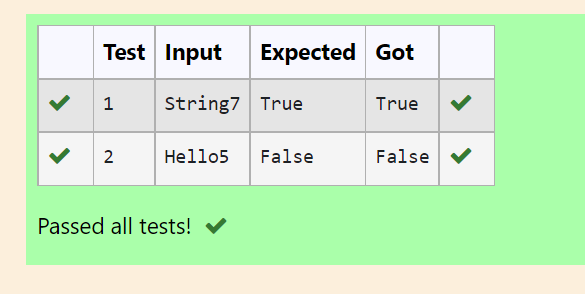 Test Input Expected Got
1 String7 True True
2 Hello5 False False
Passed all tests!